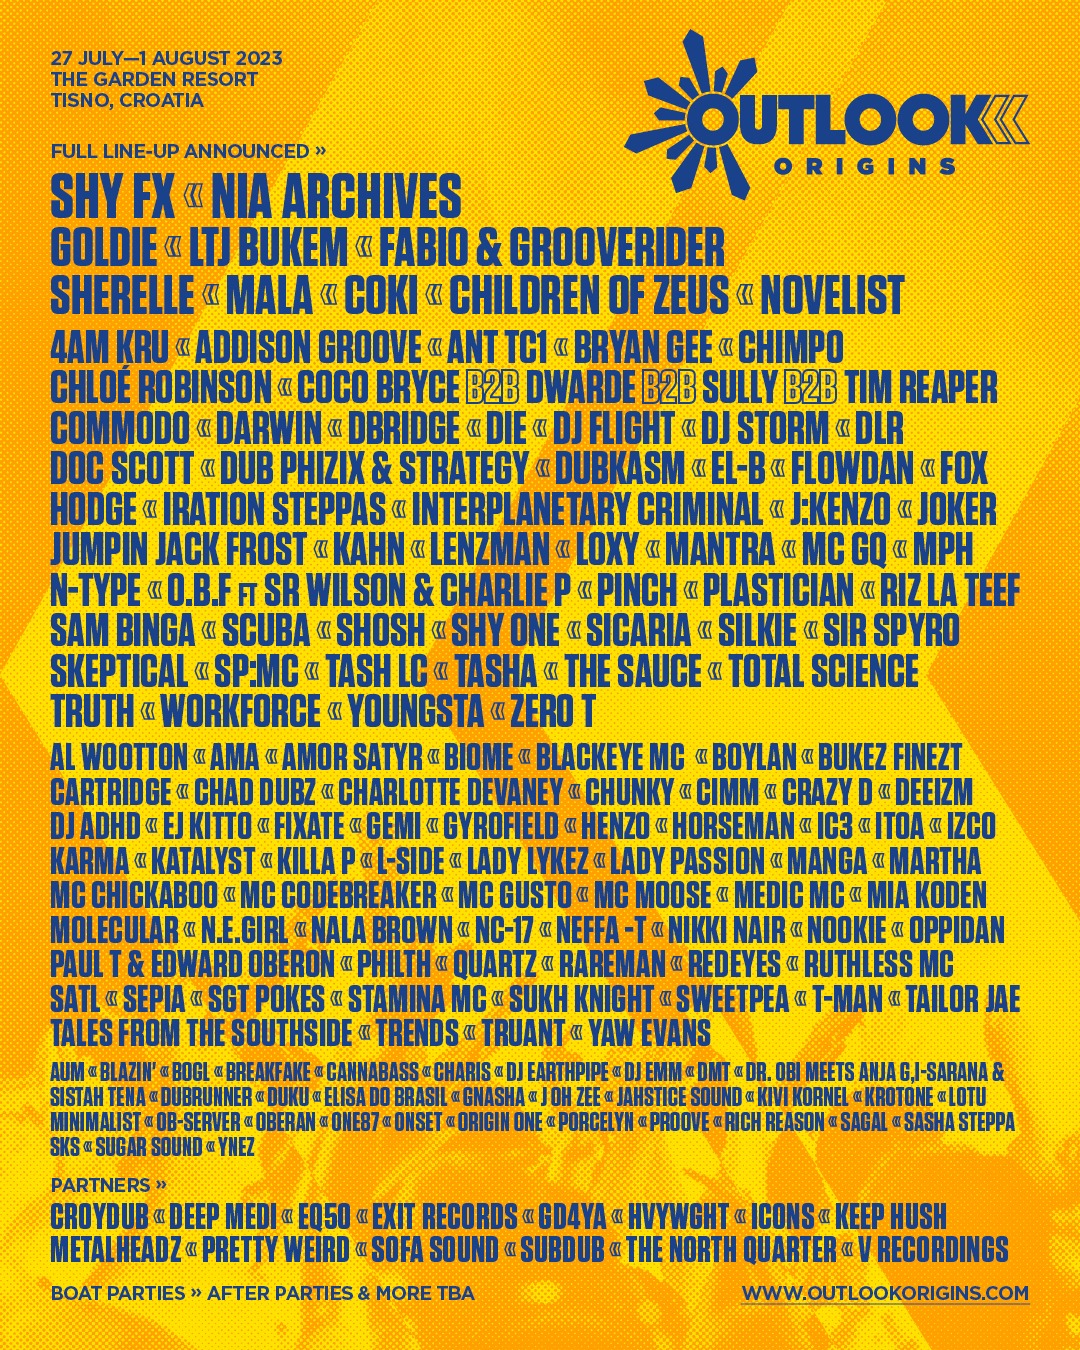 27 JULY—1 AUGUST 2023
THE GARDEN RESORT
TISNO, CROATIA
OUTLOOK
ORIGINS
FULL LINE-UP ANNOUNCED »
SHY FX « NIA ARCHIVES
GOLDIE « LTJ BUKEM « FABIO & GROOVERIDER
SHERELLE « MALA « COKI « CHILDREN OF ZEUS « NOVELIST
4AM KRU « ADDISON GROOVE « ANT TC1 « BRYAN GEE « CHIMPO
CHLOÉ ROBINSON « COCO BRYCE B2B DWARDE B2B SULLY B2B TIM REAPER
COMMODO « DARWIN « DBRIDGE « DIE « DJ FLIGHT « DJ STORM « DLR
DOC SCOTT « DUB PHIZIX & STRATEGY « DUBKASM « EL-B « FLOWDAN « FOX
HODGE « IRATION STEPPAS « INTERPLANETARY CRIMINAL « J:KENZO « JOKER
JUMPIN JACK FROST « KAHN « LENZMAN « LOXY « MANTRA « MC GQ « MPH
N-TYPE « O.B.F FT SR WILSON & CHARLIE P « PINCH « PLASTICIAN « RIZ LA TEEF
SAM BINGA « SCUBA « SHOSH « SHY ONE « SICARIA « SILKIE « SIR SPYRO
SKEPTICAL « SP:MC « TASH LC « TASHA « THE SAUCE « TOTAL SCIENCE
TRUTH « WORKFORCE « YOUNGSTA « ZERO T
AL WOOTTON « AMA « AMOR SATYR « BIOME « BLACKEYE MC « BOYLAN « BUKEZ FINEZT
CARTRIDGE « CHAD DUBZ « CHARLOTTE DEVANEY « CHUNKY « CIMM « CRAZY D « DEEIZM
DJ ADHD « EJ KITTO « FIXATE « GEMI « GYROFIELD « HENZO « HORSEMAN « IC3 « ITOA « IZCO
KARMA « KATALYST « KILLA P « L-SIDE « LADY LYKEZ « LADY PASSION « MANGA « MARTHA
MC CHICKABOO « MC CODEBREAKER « MC GUSTO « MC MOOSE « MEDIC MC « MIA KODEN
MOLECULAR « N.E.GIRL « NALA BROWN « NC-17 « NEFFA -T « NIKKI NAIR « NOOKIE « OPPIDAN
PAUL T & EDWARD OBERON « PHILTH « QUARTZ « RAREMAN « REDEYES « RUTHLESS MC
SATL « SEPIA « SGT POKES « STAMINA MC « SUKH KNIGHT « SWEETPEA « T-MAN « TAILOR JAE
TALES FROM THE SOUTHSIDE « TRENDS « TRUANT « YAW EVANS
AUM « BLAZIN' « BOGL « BREAKFAKE « CANNABASS « CHARIS « DJ EARTHPIPE « DJ EMM « DMT « DR. OBI MEETS ANJA G,I-SARANA &
SISTAH TENA « DUBRUNNER « DUKU « ELISA DO BRASIL « GNASHA « J OH ZEE « JAHSTICE SOUND « KIVI KORNEL « KROTONE « LOTU
MINIMALIST « OB-SERVER « OBERAN « ONE87 « ONSET « ORIGIN ONE « PORCELYN « PROOVE « RICH REASON « SAGAL « SASHA STEPPA
SKS « SUGAR SOUND « YNEZ
PARTNERS »
CROYDUB « DEEP MEDI « EQ50 « EXIT RECORDS « GD4YA « HVYWGHT « ICONS « KEEP HUSH
METALHEADZ « PRETTY WEIRD « SOFA SOUND « SUBDUB « THE NORTH QUARTER « V RECORDINGS
BOAT PARTIES » AFTER PARTIES & MORE TBA
WWW.OUTLOOKORIGINS.COM